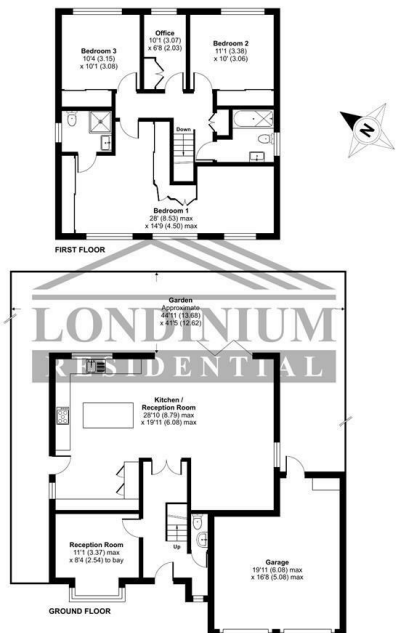 Bedroom 3
10'4 (3.15)
x 10'1 (3.08)
Office
10'1 (3.07)
x 6'8 (2.03)
Bedroom 2
11'1 (3.38)
x 10' (3.06)
N
Down
Bedroom 1
28' (8.53) max
x 14'9 (4.50) max
FIRST FLOOR
Garden
Approximate
44'11 (13.68)
x 41'5 (12.62)
LONDINIUM
RESIDENTIAL
Kitchen /
Reception Room
28'10 (8.79) max
x 19'11 (6.08) max
Reception Room
11'1 (3.37) max
x 8'4 (2.54) to bay
Up
Garage
19'11 (6.08) max
x 16'8 (5.08) max
GROUND FLOOR